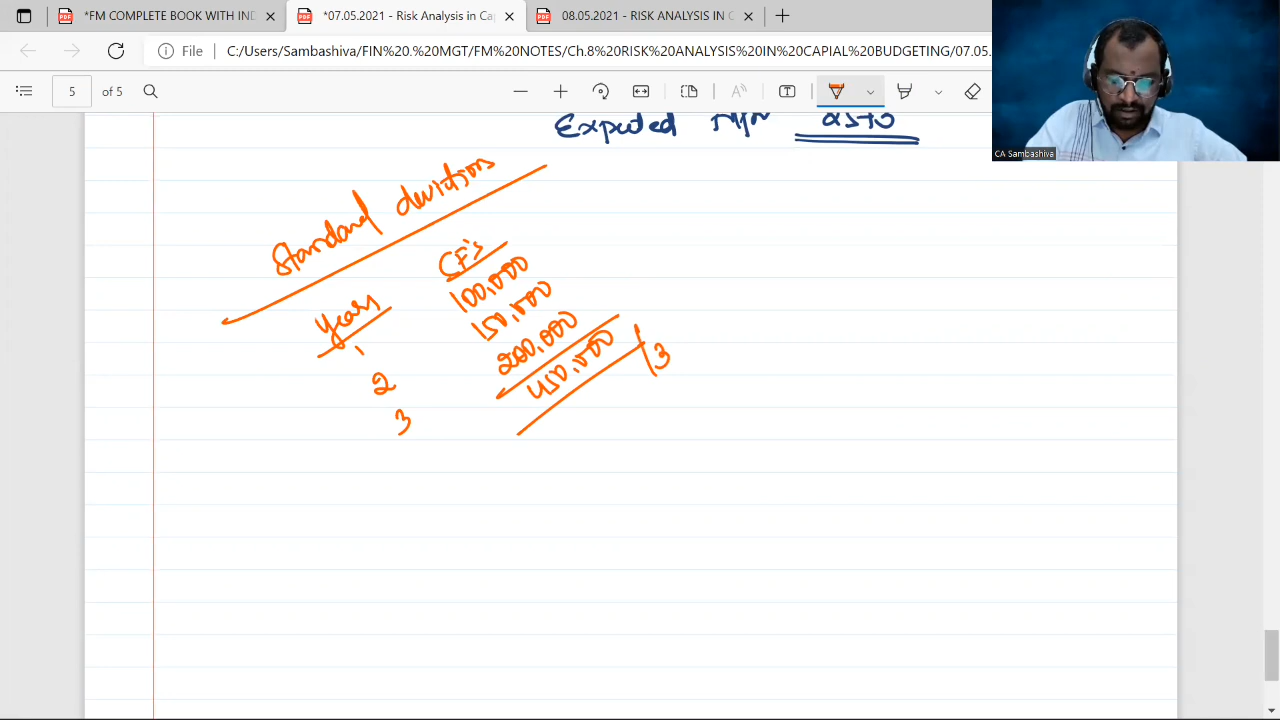 *FM COMPLETE BOOK WITH IND
*07.05.2021 - Risk Analysis in Ca
08.05.2021 - RISK ANALYSIS IN C
File
C:/Users/Sambashiva/FIN%20.%20MGT/FM%20NOTES/Ch.8%20RISK%20ANALYSIS%20IN%20CAPIAL%20BUDGETING/07.05.
5 of 5
CA Sambashiva
Expected
Standard deviations
Years CF's
1 100,000
2 150,000
3 200,000
450,000 / 3